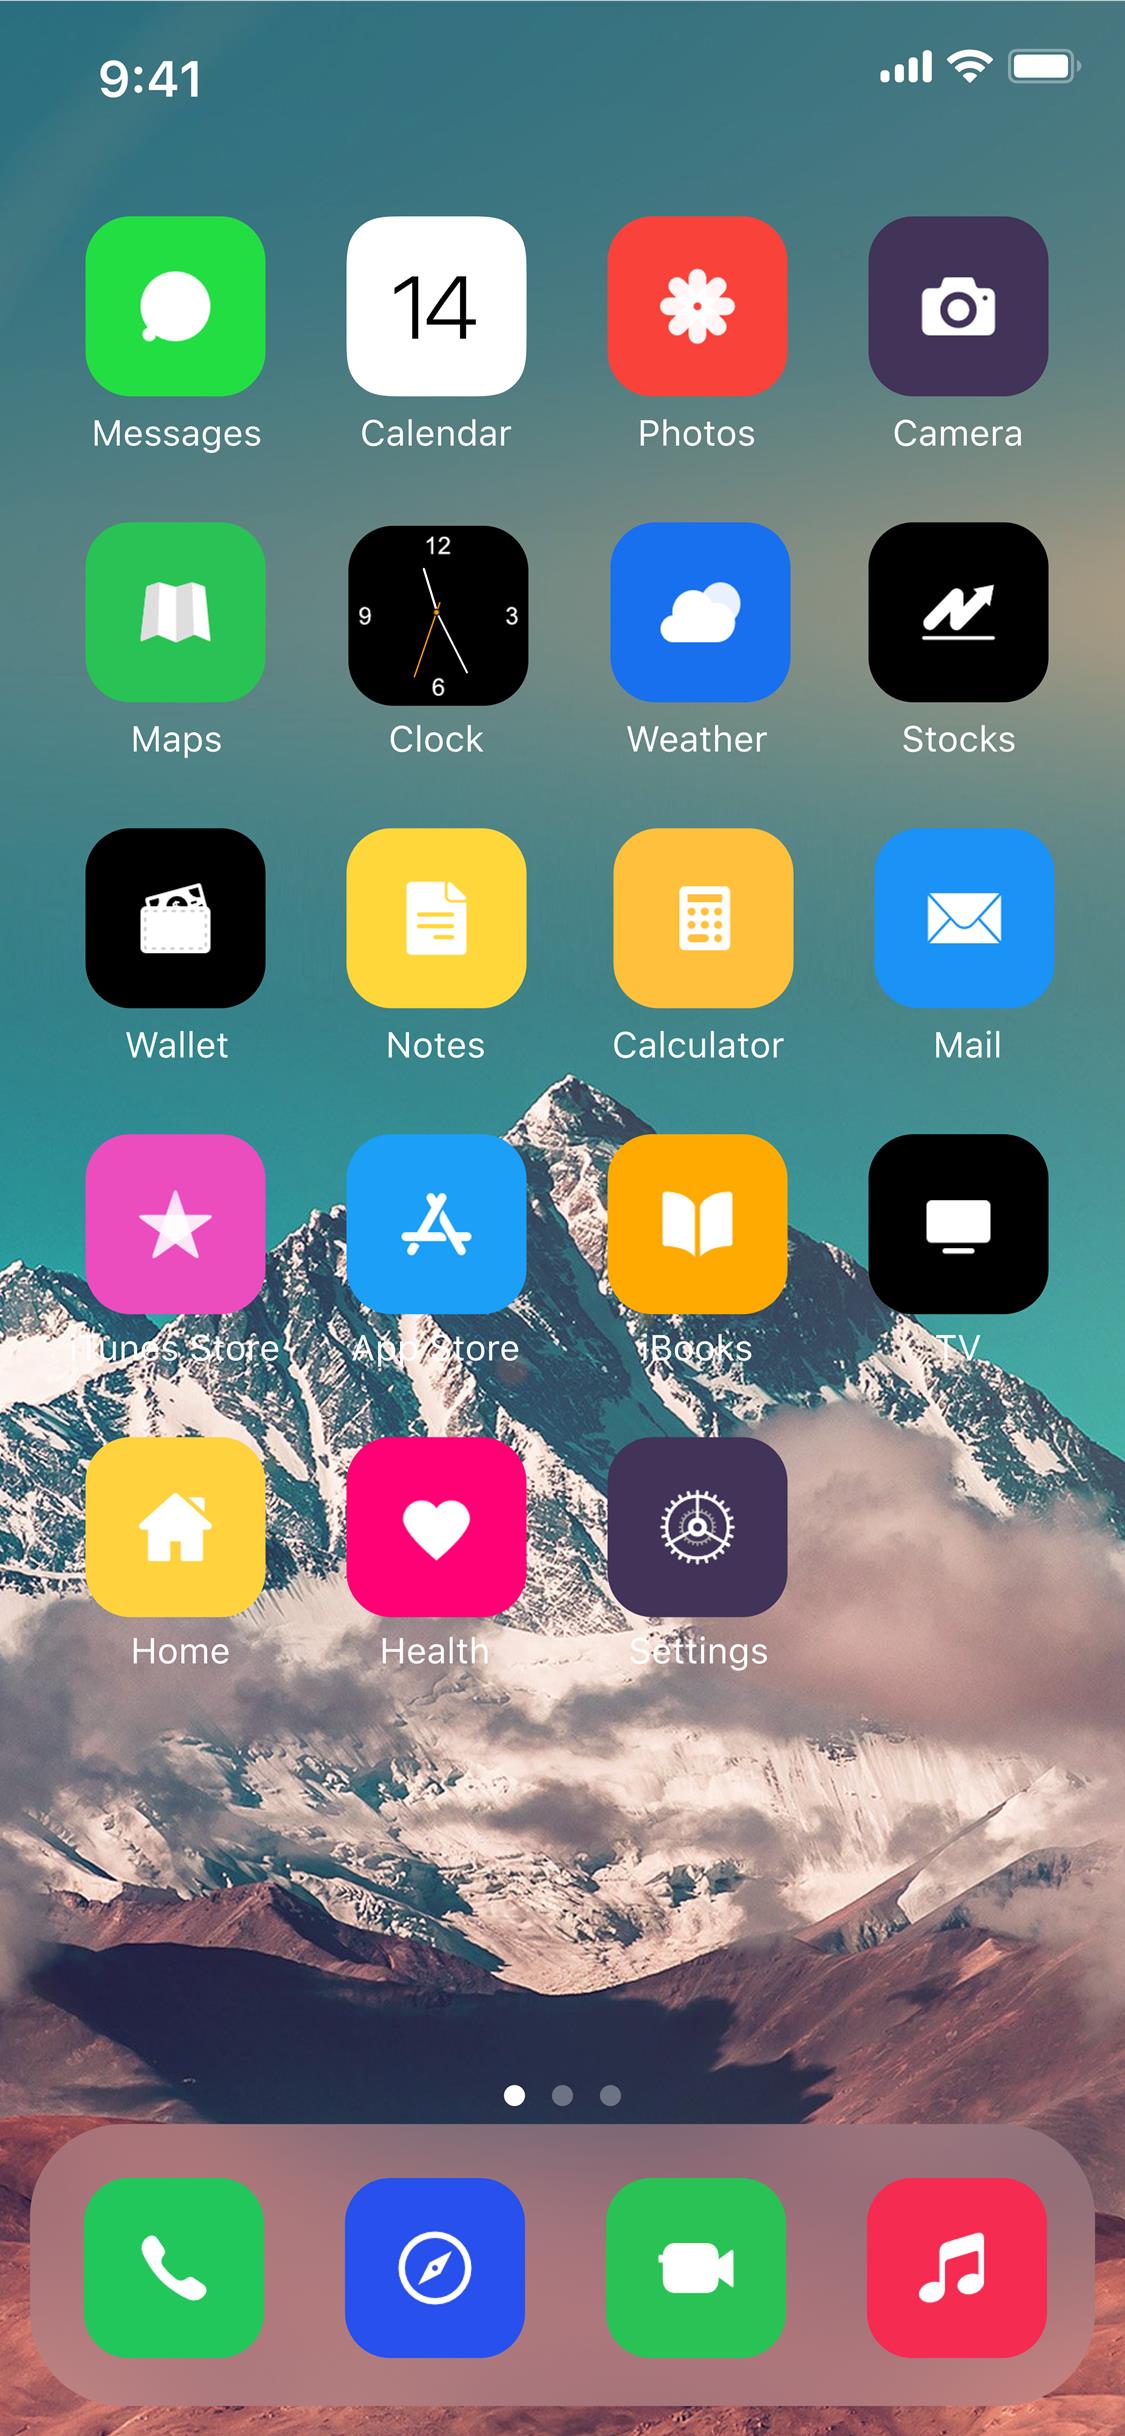 9:41
14
Messages Calendar Photos Camera
12
9 3
6
Maps Clock Weather Stocks
Wallet Notes Calculator Mail
iTunes Store App Store iBooks TV
Home Health Settings